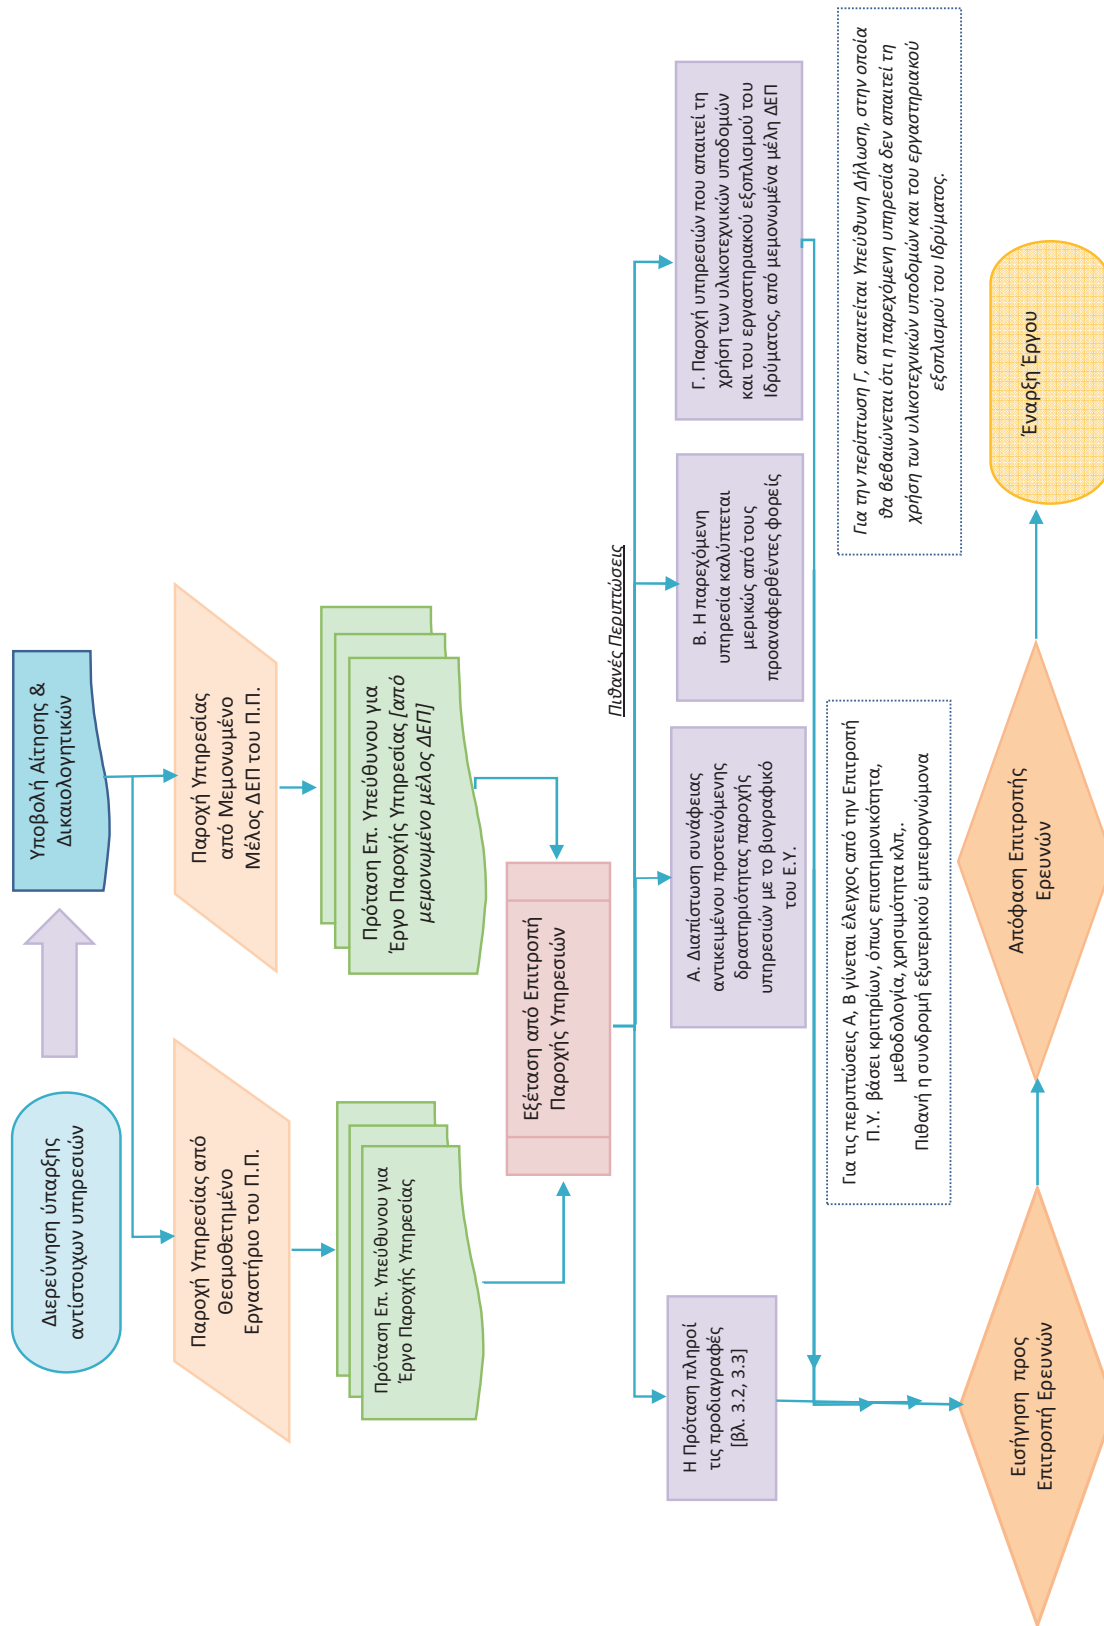 Διερεύνηση ύπαρξης
αντίστοιχων υπηρεσιών
Υποβολή Αίτησης &
Δικαιολογητικών
Παροχή Υπηρεσίας από
Θεσμοθετημένο
Εργαστήριο του Π.Π.
Παροχή Υπηρεσίας
από Μεμονωμένο
Μέλος ΔΕΠ του Π.Π.
Πρόταση Επ. Υπεύθυνου για
Έργο Παροχής Υπηρεσίας
Πρόταση Επ. Υπεύθυνου για
Έργο Παροχής Υπηρεσίας [από
μεμονωμένο μέλος ΔΕΠ]
Εξέταση από Επιτροπή
Παροχής Υπηρεσιών
Πιθανές Περιπτώσεις
Η Πρόταση πληροί
τις προδιαγραφές
[βλ. 3.2, 3.3]
Α. Διαπίστωση συνάφειας
αντικειμένου προτεινόμενης
δραστηριότητας παροχής
υπηρεσιών με το βιογραφικό
του Ε.Υ.
Β. Η παρεχόμενη
υπηρεσία καλύπτεται
μερικώς από τους
προαναφερθέντες φορείς
Γ. Παροχή υπηρεσιών που απαιτεί τη
χρήση των υλικοτεχνικών υποδομών
και του εργαστηριακού εξοπλισμού του
Ιδρύματος, από μεμονωμένα μέλη ΔΕΠ
Για τις περιπτώσεις Α, Β γίνεται έλεγχος από την Επιτροπή
Π.Υ. βάσει κριτηρίων, όπως επιστημονικότητα,
μεθοδολογία, χρησιμότητα κλπ,.
Πιθανή η συνδρομή εξωτερικού εμπειρογνώμονα
Για την περίπτωση Γ, απαιτείται Υπεύθυνη Δήλωση, στην οποία
θα βεβαιώνεται ότι η παρεχόμενη υπηρεσία δεν απαιτεί τη
χρήση των υλικοτεχνικών υποδομών και του εργαστηριακού
εξοπλισμού του Ιδρύματος.
Εισήγηση προς
Επιτροπή Ερευνών
Απόφαση Επιτροπής
Ερευνών
Έναρξη Έργου